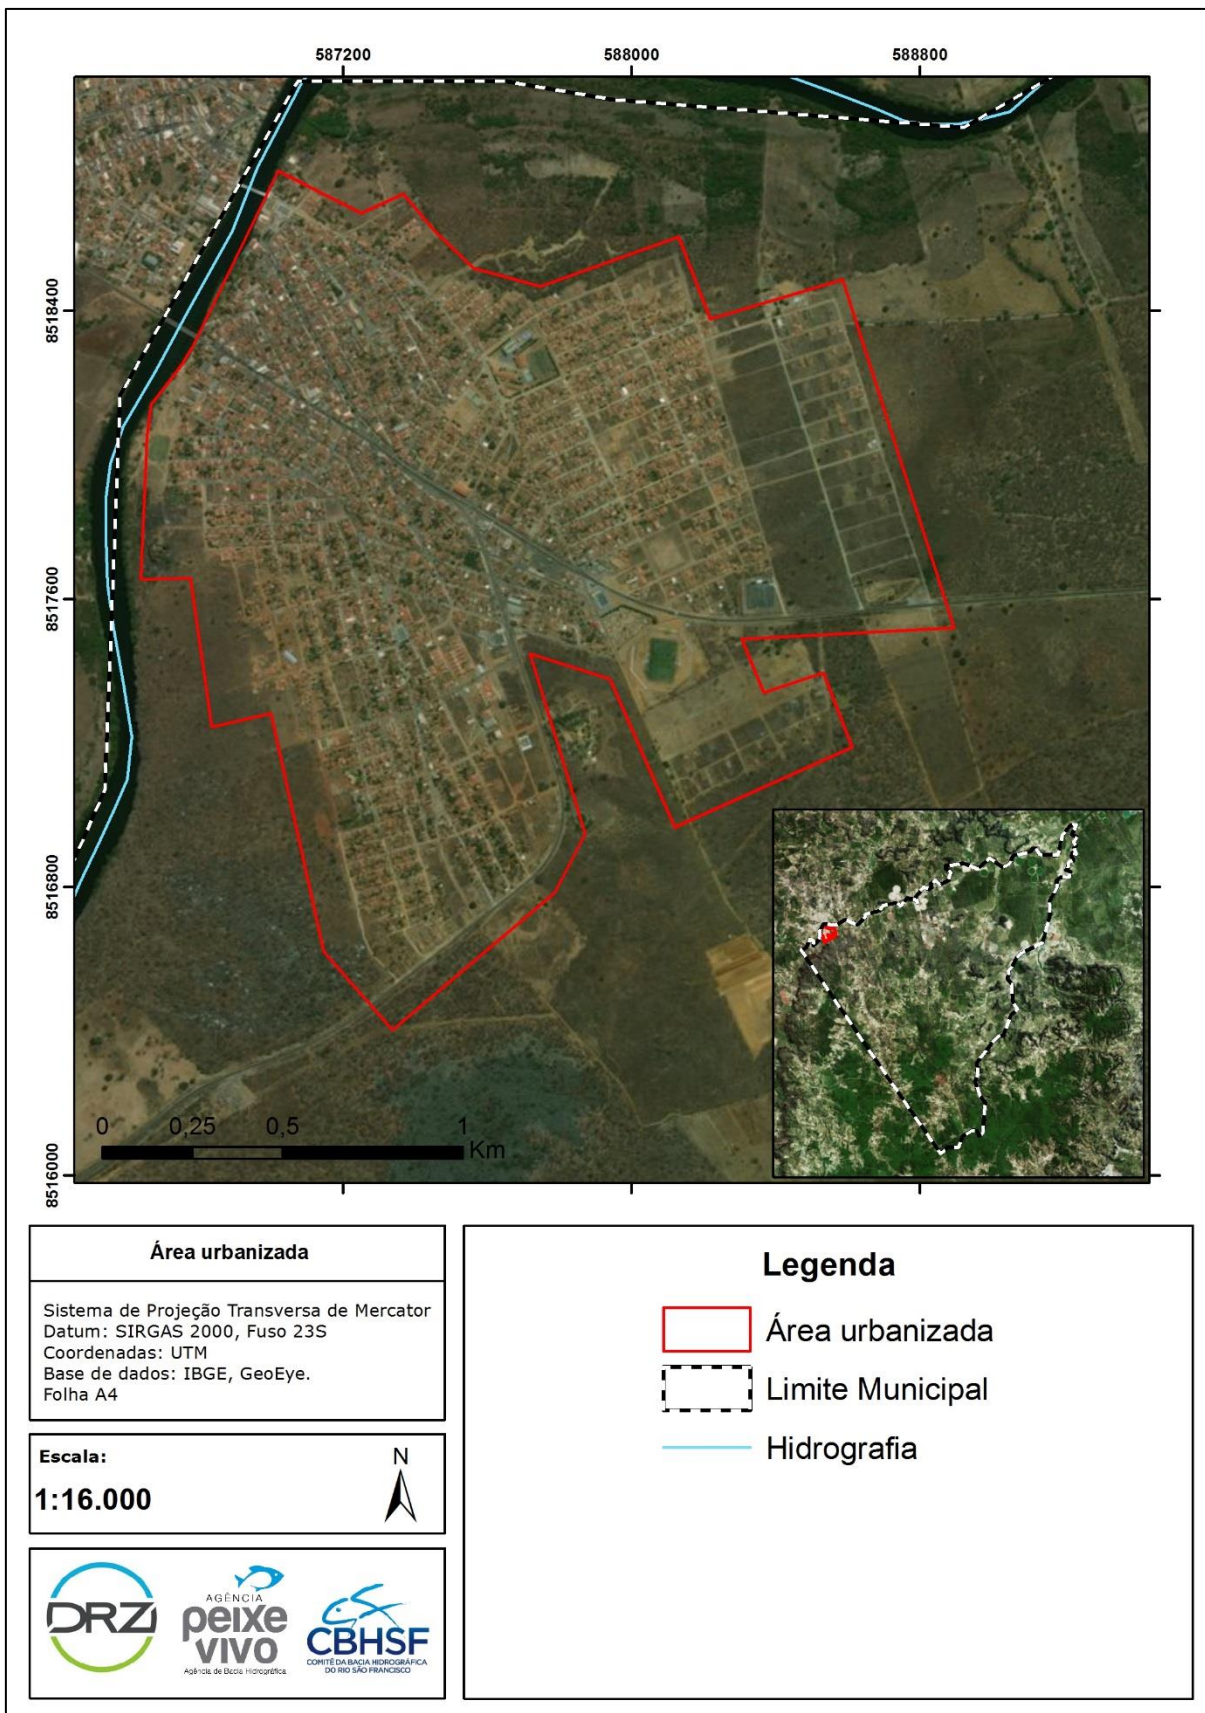 587200
588000
588800
8518400
8517600
8516800
8516000
0
0,25
0,5
1
Km
Área urbanizada
Sistema de Projeção Transversa de Mercator
Datum: SIRGAS 2000, Fuso 23S
Coordenadas: UTM
Base de dados: IBGE, GeoEye.
Folha A4
Escala:
N
1:16.000
DRZ
AGÊNCIA
peixe
vivo
Agência de Bacia Hidrográfica
CBHSF
COMITÊ DA BACIA HIDROGRÁFICA
DO RIO SÃO FRANCISCO
Legenda
Área urbanizada
Limite Municipal
Hidrografia